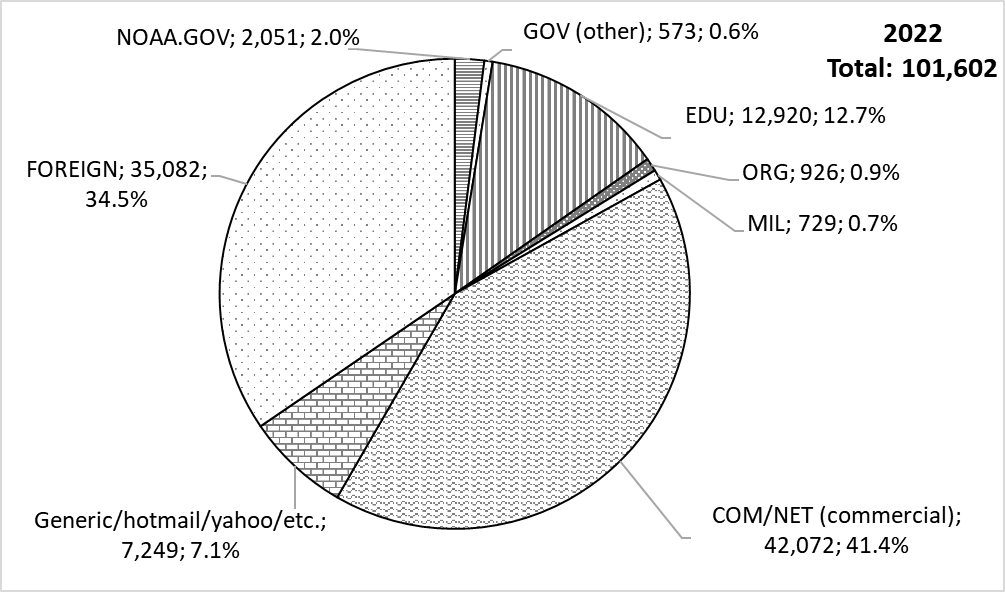 2022
Total: 101,602
NOAA.GOV; 2,051; 2.0%
GOV (other); 573; 0.6%
EDU; 12,920; 12.7%
ORG; 926; 0.9%
MIL; 729; 0.7%
COM/NET (commercial);
42,072; 41.4%
Generic/hotmail/yahoo/etc.;
7,249; 7.1%
FOREIGN; 35,082;
34.5%